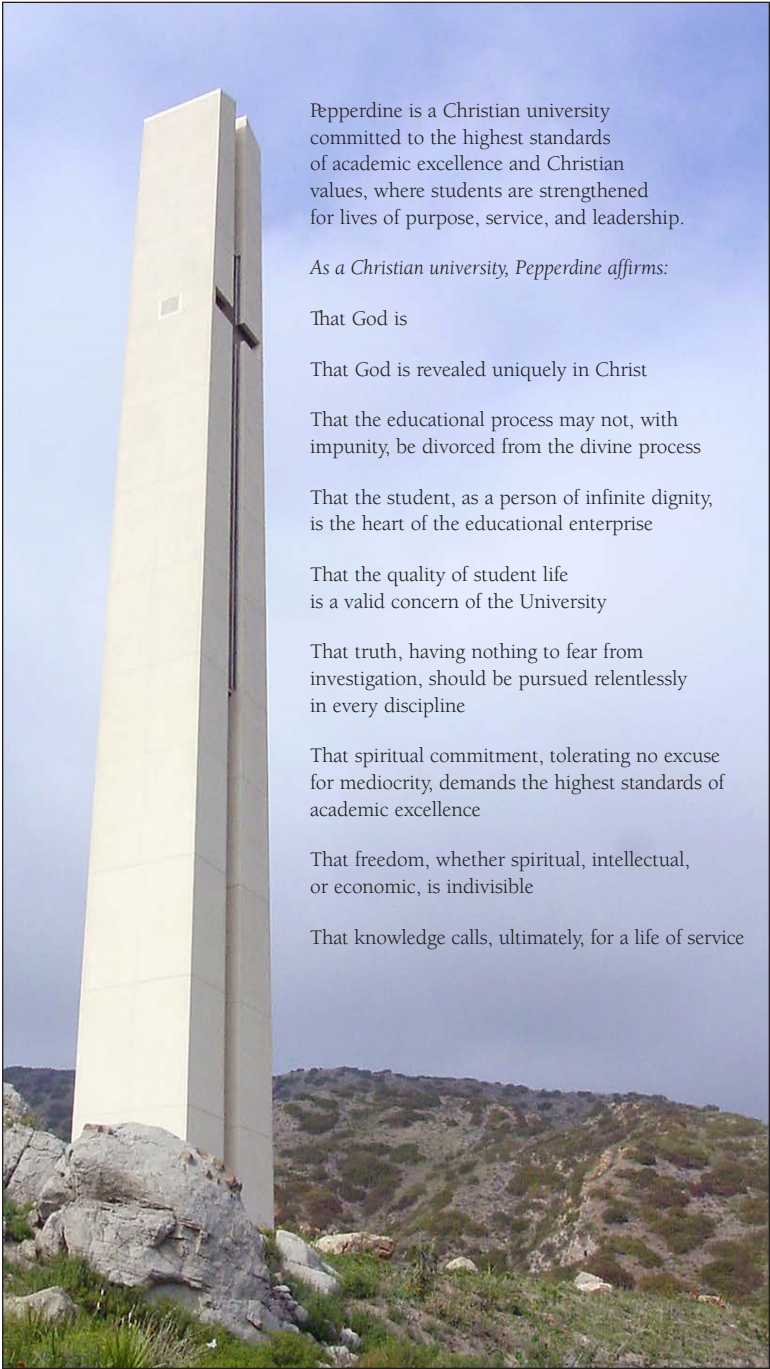 Pepperdine is a Christian university
committed to the highest standards
of academic excellence and Christian
values, where students are strengthened
for lives of purpose, service, and leadership.
As a Christian university, Pepperdine affirms:
That God is
That God is revealed uniquely in Christ
That the educational process may not, with
impunity, be divorced from the divine process
That the student, as a person of infinite dignity,
is the heart of the educational enterprise
That the quality of student life
is a valid concern of the University
That truth, having nothing to fear from
investigation, should be pursued relentlessly
in every discipline
That spiritual commitment, tolerating no excuse
for mediocrity, demands the highest standards of
academic excellence
That freedom, whether spiritual, intellectual,
or economic, is indivisible
That knowledge calls, ultimately, for a life of service